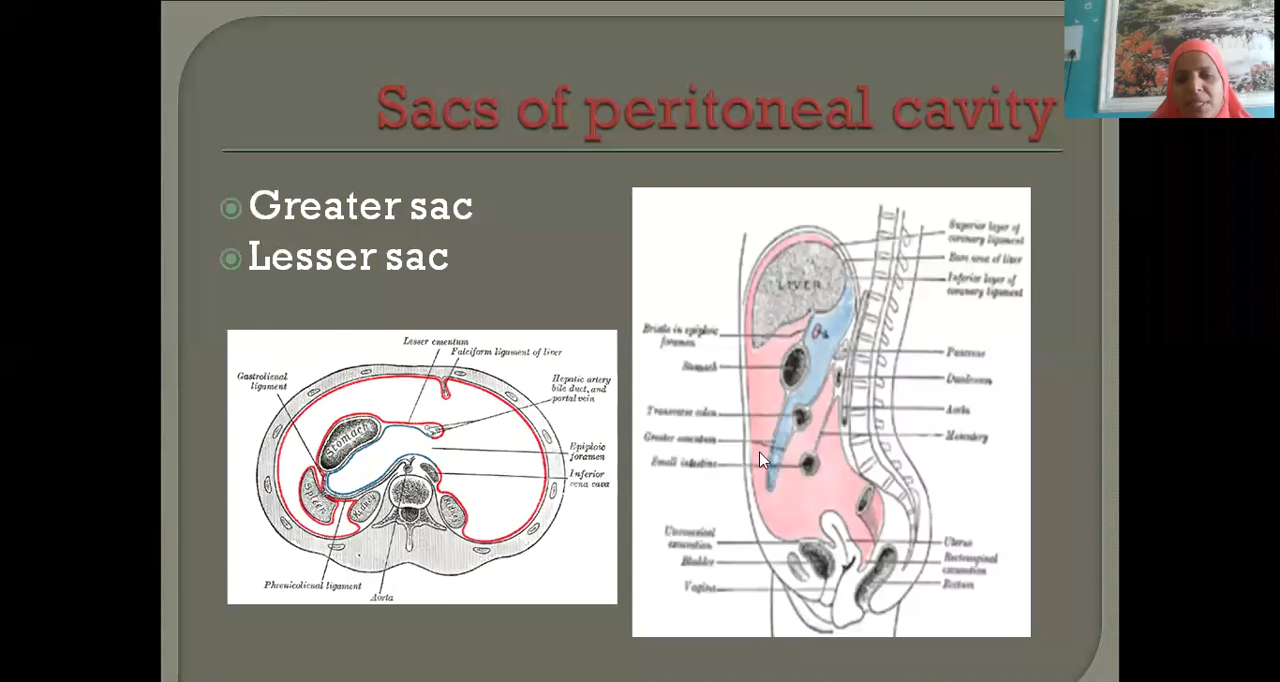 Sacs of peritoneal cavity
Greater sac
Lesser sac
Lesser omentum
Falciform ligament of liver
Gastrolienal
ligament
Hepatic artery
bile duct, and
portal vein
Stomach
Epiploic
foramen
Inferior
vena cava
Spleen
Kidney
Kidney
Phrenicolienal ligament
Aorta
Superior layer of
coronary ligament
Bare area of liver
Inferior layer of
coronary ligament
LIVER
Bristle in epiploic
foramen
Stomach
Pancreas
Duodenum
Transverse colon
Aorta
Greater omentum
Mesentery
Small intestine
Uterovesical
excavation
Uterus
Bladder
Rectovaginal
excavation
Vagina
Rectum